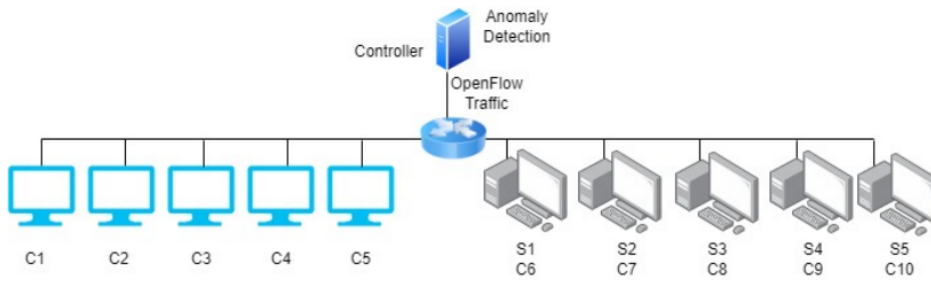 Anomaly
Detection
Controller
OpenFlow
Traffic
C1
C2
C3
C4
C5
S1
C6
S2
C7
S3
C8
S4
C9
S5
C10